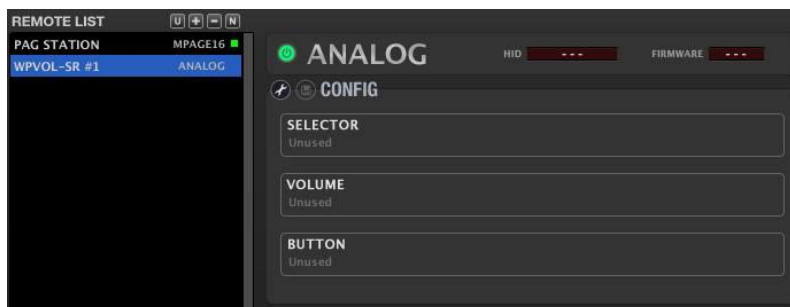 REMOTE LIST U + - N
PAG STATION MPAGE16
WPVOL-SR #1 ANALOG
ANALOG HID --- FIRMWARE ---
CONFIG
SELECTOR
Unused
VOLUME
Unused
BUTTON
Unused